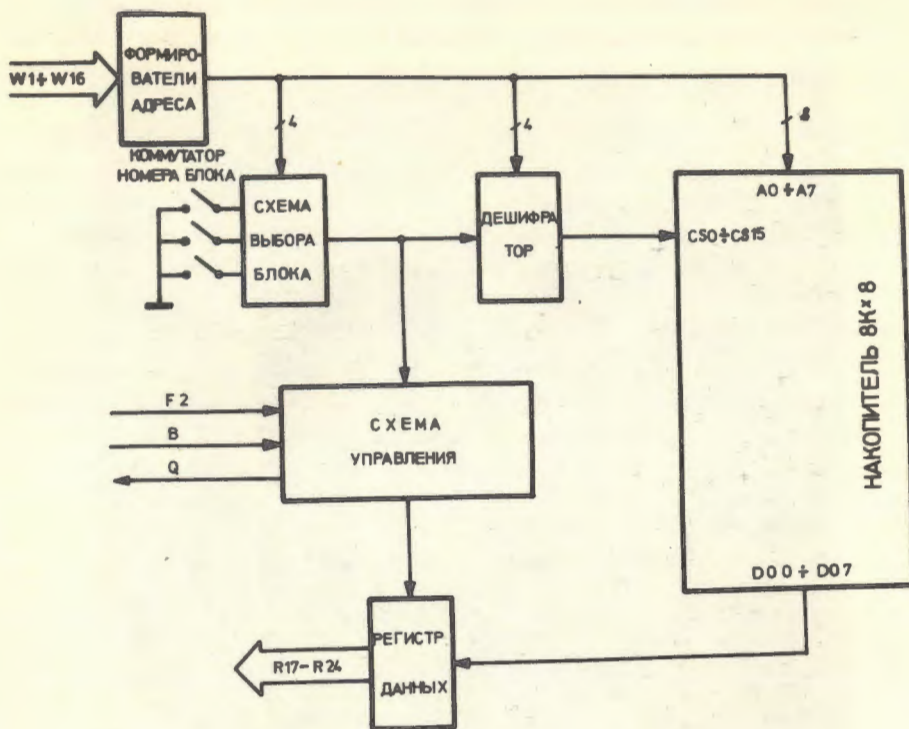 ФОРМИРО-
ВАТЕЛИ
АДРЕСА
W1÷W16
4
4
8
КОММУТАТОР
НОМЕРА БЛОКА
СХЕМА
ВЫБОРА
БЛОКА
ДЕШИФРА
ТОР
A0÷A7
CS0÷CS15
НАКОПИТЕЛЬ 8К×8
F2
B
Q
СХЕМА
УПРАВЛЕНИЯ
D00÷D07
РЕГИСТР
ДАННЫХ
R17-R24